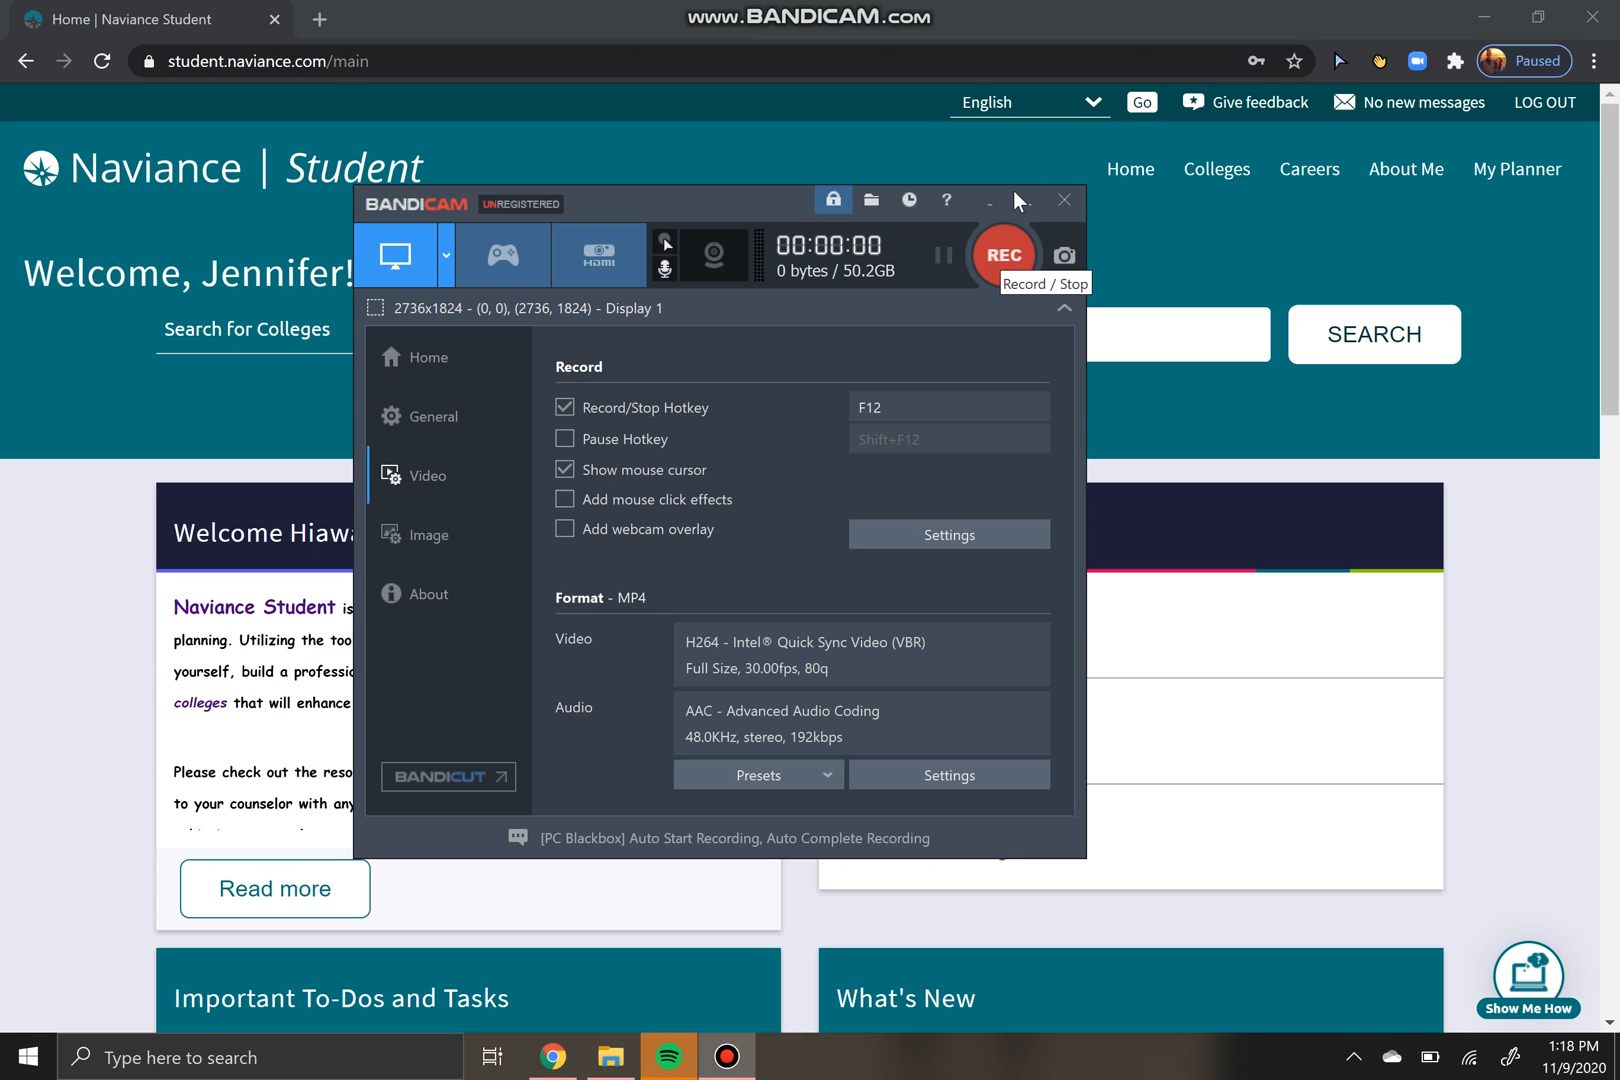 Home | Naviance Student
www.BANDICAM.com
student.naviance.com/main
Paused
English
Go
Give feedback
No new messages
LOG OUT
Naviance | Student
Home
Colleges
Careers
About Me
My Planner
Welcome, Jennifer!
Search for Colleges
SEARCH
BANDICAM UNREGISTERED
HDMI
00:00:00
0 bytes / 50.2GB
REC
Record / Stop
2736x1824 - (0, 0), (2736, 1824) - Display 1
Home
General
Video
Image
About
BANDICUT
Record
Record/Stop Hotkey
F12
Pause Hotkey
Shift+F12
Show mouse cursor
Add mouse click effects
Add webcam overlay
Settings
Format - MP4
Video
H264 - Intel® Quick Sync Video (VBR)
Full Size, 30.00fps, 80q
Audio
AAC - Advanced Audio Coding
48.0KHz, stereo, 192kbps
Presets
Settings
[PC Blackbox] Auto Start Recording, Auto Complete Recording
Welcome Hiawa
Naviance Student is
planning. Utilizing the too
yourself, build a professio
colleges that will enhance
Please check out the reso
to your counselor with any
Read more
Important To-Dos and Tasks
What's New
Show Me How
Type here to search
1:18 PM
11/9/2020